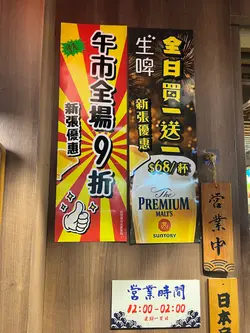 午市全場9折
新張優惠
全日買一送一
生啤
新張優惠
$68/杯
The
PREMIUM
MALT'S
SUNTORY
營業中
營業時間
12:00-02:00
日本